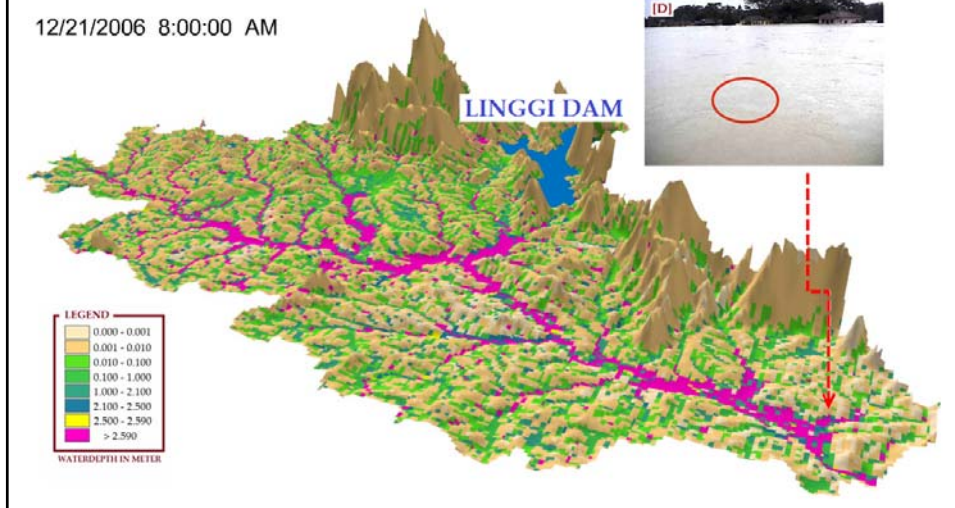 12/21/2006 8:00:00 AM
[D]
LINGGI DAM
LEGEND
0.000 - 0.001
0.001 - 0.010
0.010 - 0.100
0.100 - 1.000
1.000 - 2.100
2.100 - 2.500
2.500 - 2.590
> 2.590
WATERDEPTH IN METER